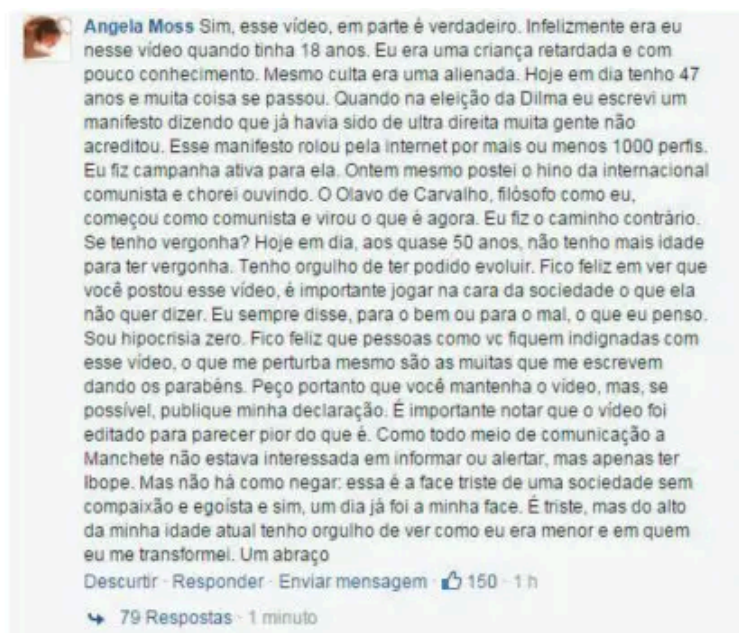 Angela Moss Sim, esse vídeo, em parte é verdadeiro. Infelizmente era eu
nesse vídeo quando tinha 18 anos. Eu era uma criança retardada e com
pouco conhecimento. Mesmo culta era uma alienada. Hoje em dia tenho 47
anos e muita coisa se passou. Quando na eleição da Dilma eu escrevi um
manifesto dizendo que já havia sido de ultra direita muita gente não
acreditou. Esse manifesto rolou pela internet por mais ou menos 1000 perfis.
Eu fiz campanha ativa para ela. Ontem mesmo postei o hino da internacional
comunista e chorei ouvindo. O Olavo de Carvalho, filósofo como eu,
começou como comunista e virou o que é agora. Eu fiz o caminho contrário.
Se tenho vergonha? Hoje em dia, aos quase 50 anos, não tenho mais idade
para ter vergonha. Tenho orgulho de ter podido evoluir. Fico feliz em ver que
você postou esse vídeo, é importante jogar na cara da sociedade o que ela
não quer dizer. Eu sempre disse, para o bem ou para o mal, o que eu penso.
Sou hipocrisia zero. Fico feliz que pessoas como vc fiquem indignadas com
esse vídeo, o que me perturba mesmo são as muitas que me escrevem
dando os parabéns. Peço portanto que você mantenha o vídeo, mas, se
possível, publique minha declaração. É importante notar que o vídeo foi
editado para parecer pior do que é. Como todo meio de comunicação a
Manchete não estava interessada em informar ou alertar, mas apenas ter
Ibope. Mas não há como negar: essa é a face triste de uma sociedade sem
compaixão e egoísta e sim, um dia já foi a minha face. É triste, mas do alto
da minha idade atual tenho orgulho de ver como eu era menor e em quem
eu me transformei. Um abraço
Descurtir · Responder · Enviar mensagem · 150 · 1 h
79 Respostas · 1 minuto